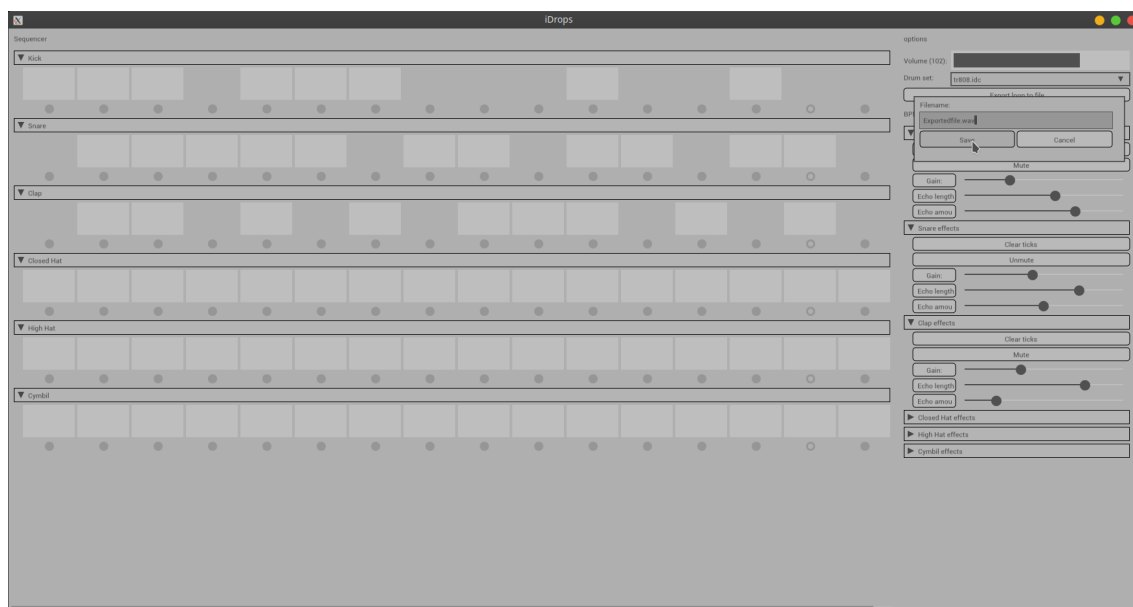 iDrops
Sequencer
Kick
Snare
Clap
Closed Hat
High Hat
Cymbil
options
Volume (102):
Drum set:
tr808.idc
Export loop to file
Filename:
Exportedfile.wav
Save
Cancel
Mute
Gain:
Echo length
Echo amou
Snare effects
Clear ticks
Unmute
Gain:
Echo length
Echo amou
Clap effects
Clear ticks
Mute
Gain:
Echo length
Echo amou
Closed Hat effects
High Hat effects
Cymbil effects